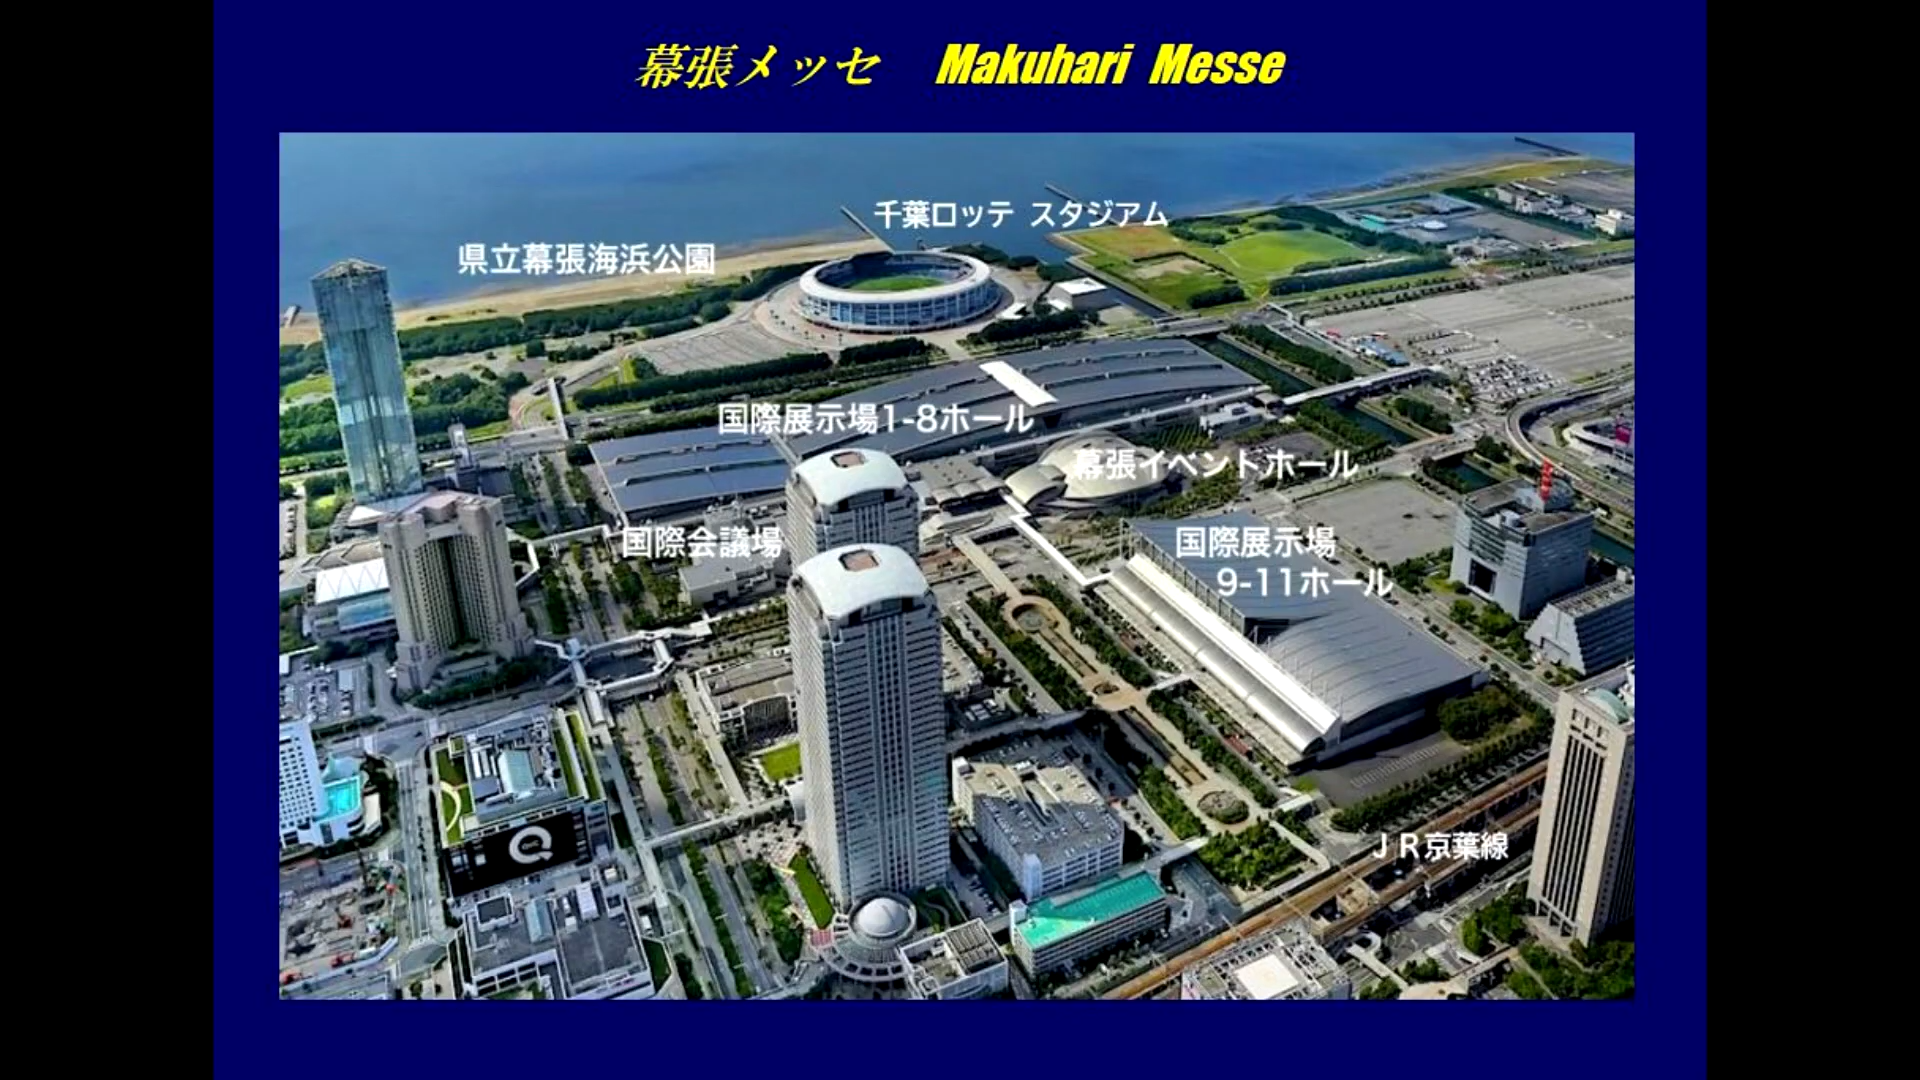 幕張メッセ Makuhari Messe
千葉ロッテ スタジアム
県立幕張海浜公園
国際展示場1-8ホール
幕張イベントホール
国際会議場
国際展示場
9-11ホール
ＪＲ京葉線